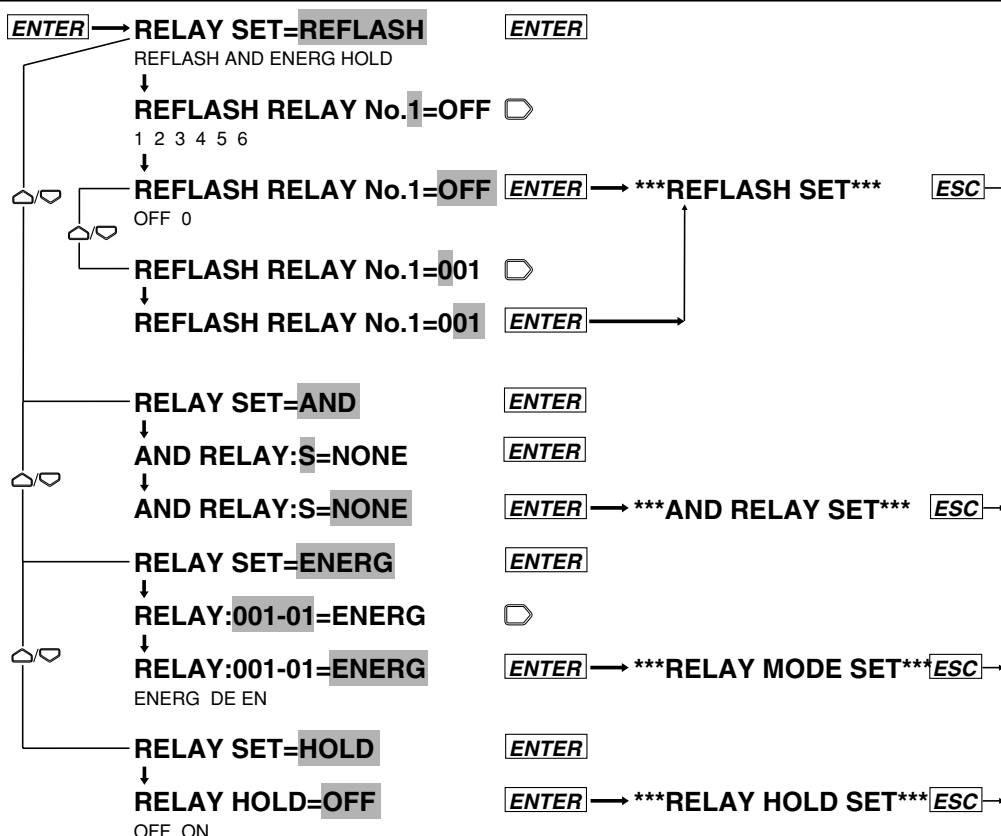 ENTER RELAY SET=REFLASH ENTER
REFLASH AND ENERG HOLD
REFLASH RELAY No.1=OFF
1 2 3 4 5 6
REFLASH RELAY No.1=OFF ENTER ***REFLASH SET*** ESC
OFF 0
REFLASH RELAY No.1=001
REFLASH RELAY No.1=001 ENTER
RELAY SET=AND ENTER
AND RELAY:S=NONE ENTER
AND RELAY:S=NONE ENTER ***AND RELAY SET*** ESC
RELAY SET=ENERG ENTER
RELAY:001-01=ENERG
RELAY:001-01=ENERG ENTER ***RELAY MODE SET*** ESC
ENERG DE EN
RELAY SET=HOLD ENTER
RELAY HOLD=OFF ENTER ***RELAY HOLD SET*** ESC
OFF ON